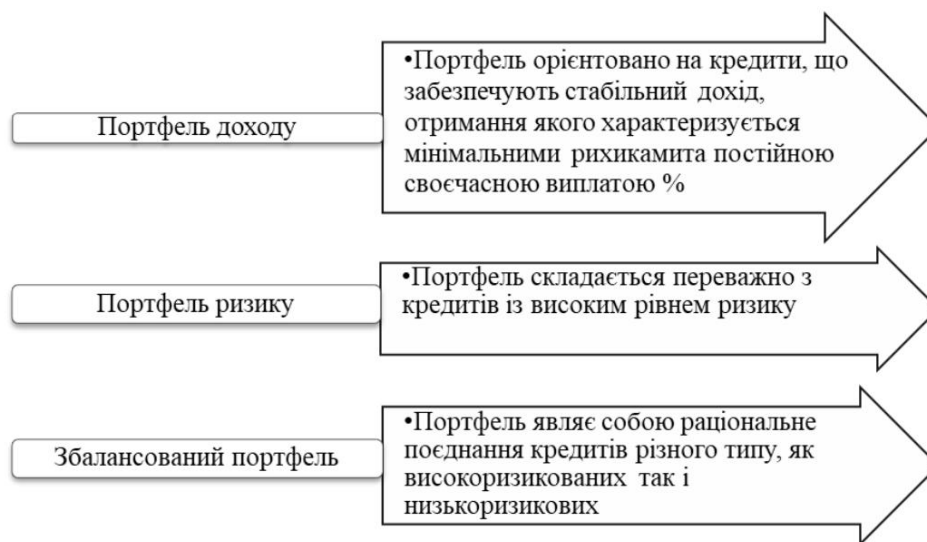 Портфель доходу
•Портфель орієнтовано на кредити, що
забезпечують стабільний дохід,
отримання якого характеризується
мінімальними рихикамита постійною
своєчасною виплатою %
Портфель ризику
•Портфель складається переважно з
кредитів із високим рівнем ризику
Збалансований портфель
•Портфель являє собою раціональне
поєднання кредитів різного типу, як
високоризикованих так і
низькоризикових